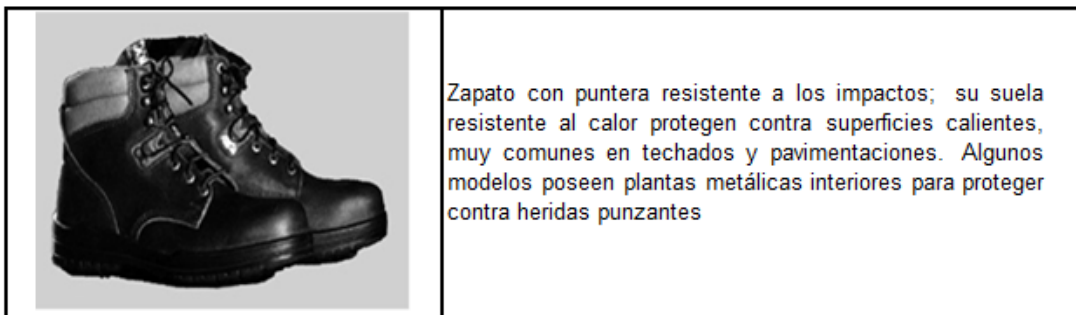 Zapato con puntera resistente a los impactos; su suela
resistente al calor protegen contra superficies calientes,
muy comunes en techados y pavimentaciones. Algunos
modelos poseen plantas metálicas interiores para proteger
contra heridas punzantes